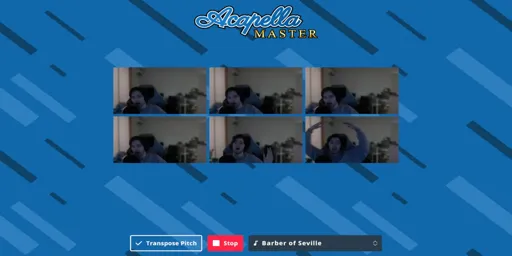 Acapella
MASTER
Transpose Pitch
Stop
Barber of Seville